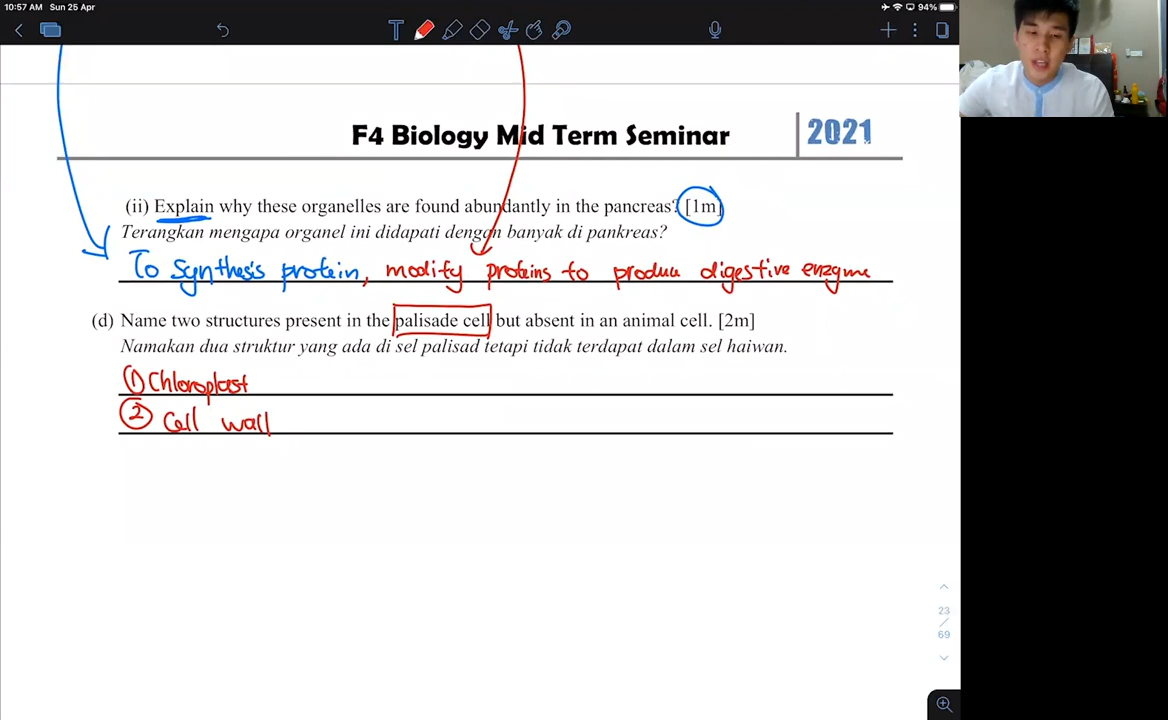 10:57 AM Sun 25 Apr
94%
F4 Biology Mid Term Seminar 2021
(ii) Explain why these organelles are found abundantly in the pancreas? [1m]
Terangkan mengapa organel ini didapati dengan banyak di pankreas?
To synthesis protein, modify proteins to produce digestive enzyme
(d) Name two structures present in the palisade cell but absent in an animal cell. [2m]
Namakan dua struktur yang ada di sel palisad tetapi tidak terdapat dalam sel haiwan.
① Chloroplast
② Cell wall
23
/
69